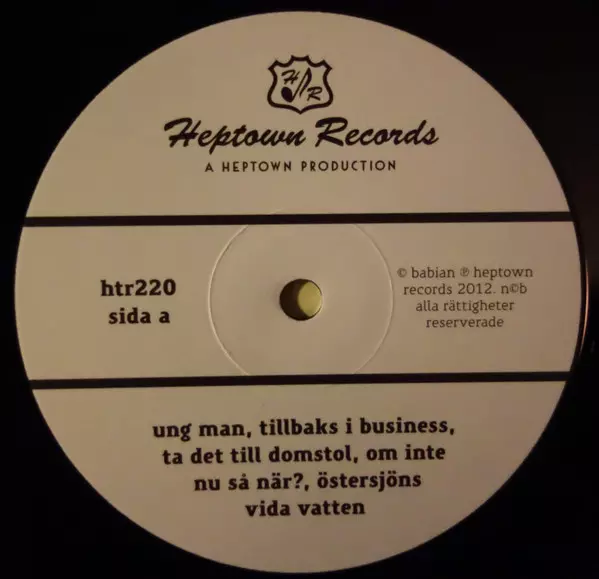 H R
Heptown Records
A HEPTOWN PRODUCTION
htr220
sida a
© babian ℗ heptown
records 2012. n©b
alla rättigheter
reserverade
ung man, tillbaks i business,
ta det till domstol, om inte
nu så när?, östersjöns
vida vatten